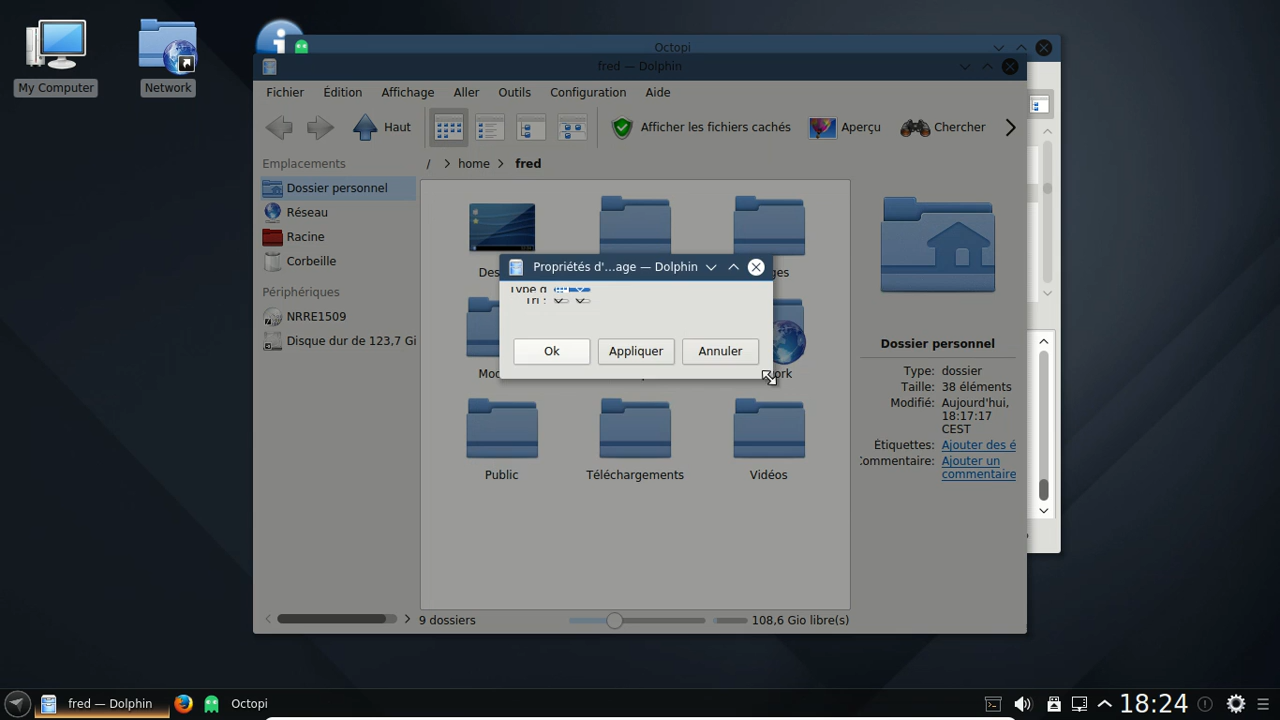 My Computer
Network
Octopi
fred — Dolphin
Fichier Édition Affichage Aller Outils Configuration Aide
Haut Afficher les fichiers cachés Aperçu Chercher
Emplacements
/ > home > fred
Dossier personnel
Réseau
Racine
Corbeille
Périphériques
NRRE1509
Disque dur de 123,7 Gi
Des
ges
Propriétés d'...age — Dolphin
Type d
Tri :
Ok Appliquer Annuler
Mod
ork
Public Téléchargements Vidéos
Dossier personnel
Type: dossier
Taille: 38 éléments
Modifié: Aujourd'hui,
18:17:17
CEST
Étiquettes: Ajouter des é
Commentaire: Ajouter un
commentaire
9 dossiers
108,6 Gio libre(s)
fred — Dolphin
Octopi
18:24